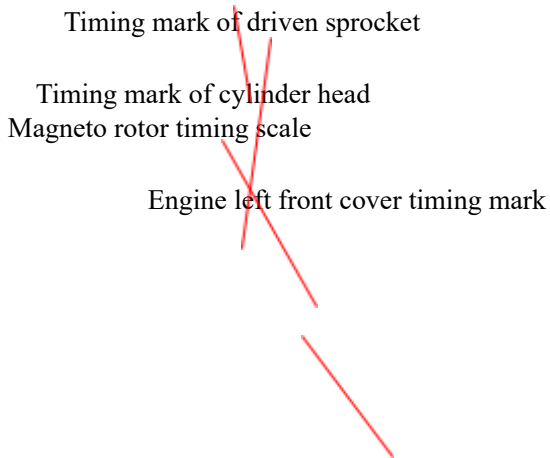 Timing mark of driven sprocket
Timing mark of cylinder head
Magneto rotor timing scale
Engine left front cover timing mark